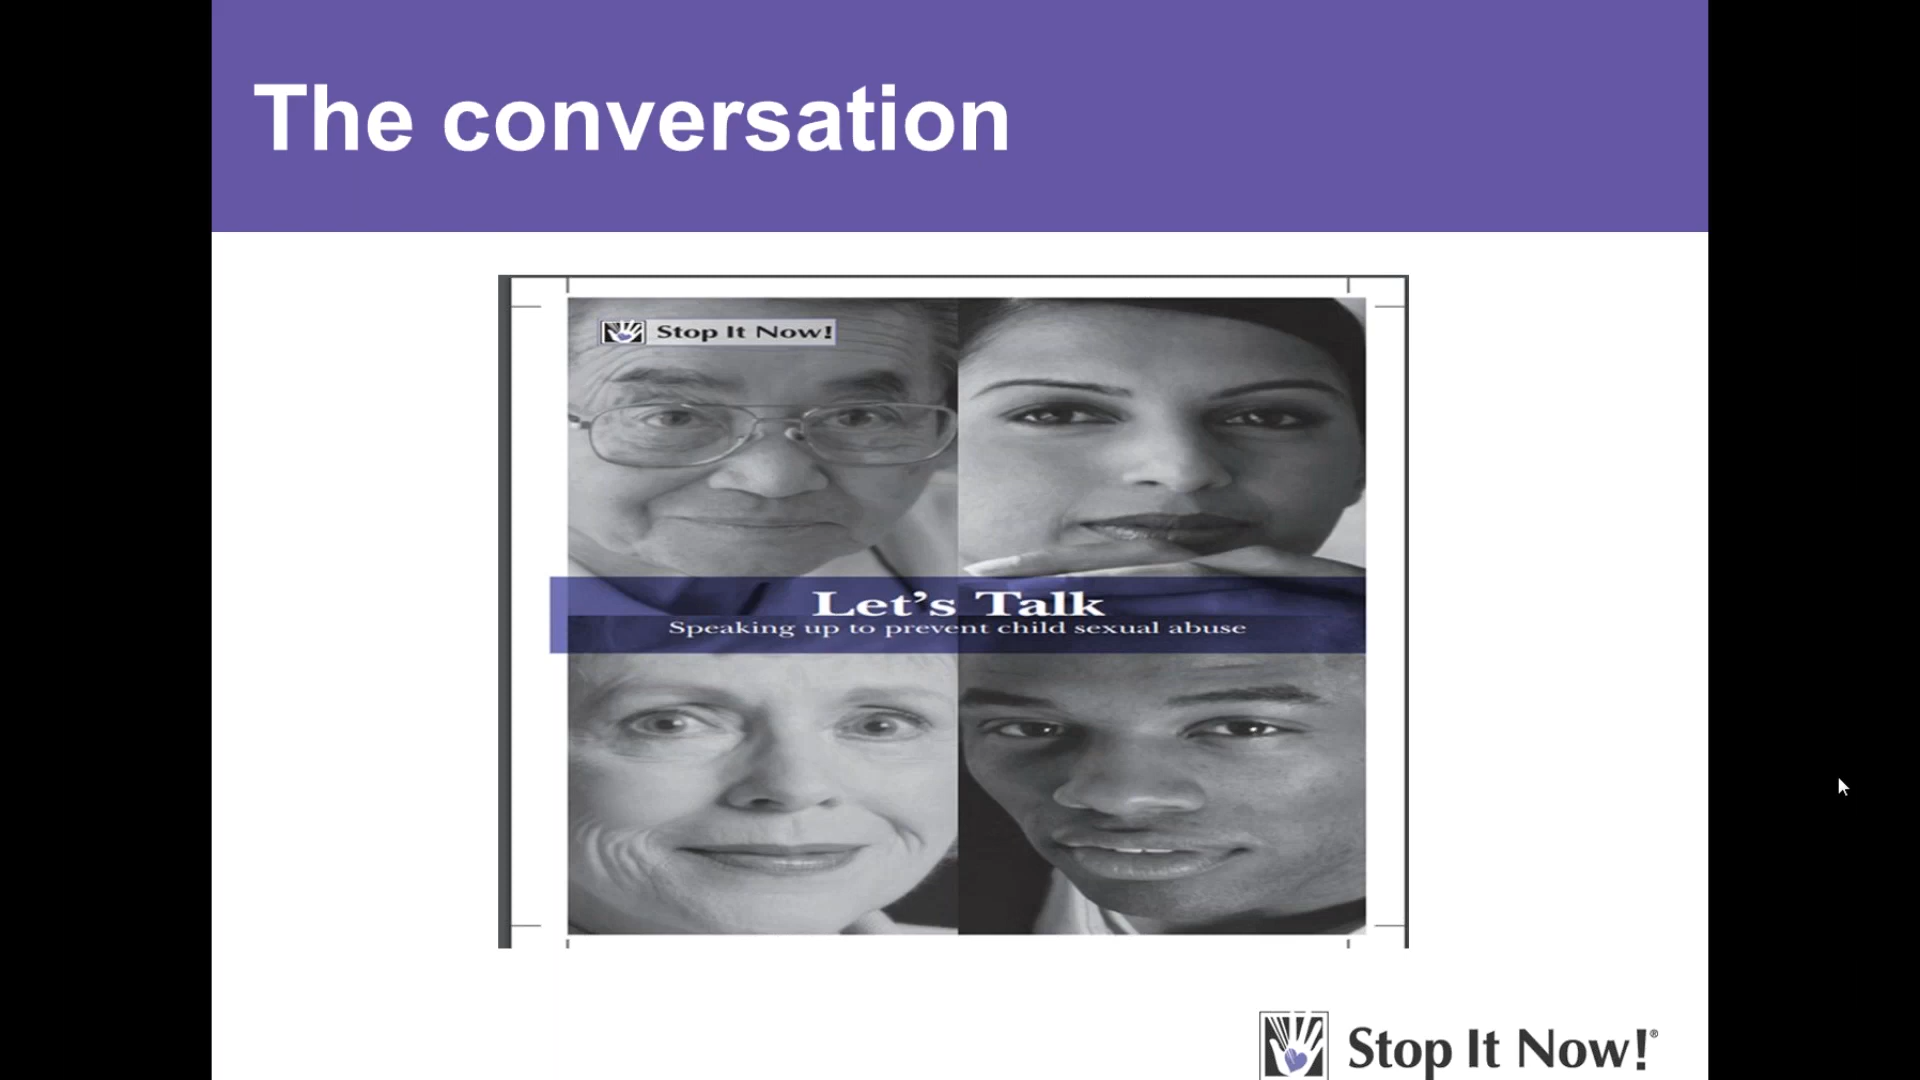 The conversation
Stop It Now!
Let's Talk
Speaking up to prevent child sexual abuse
Stop It Now!®